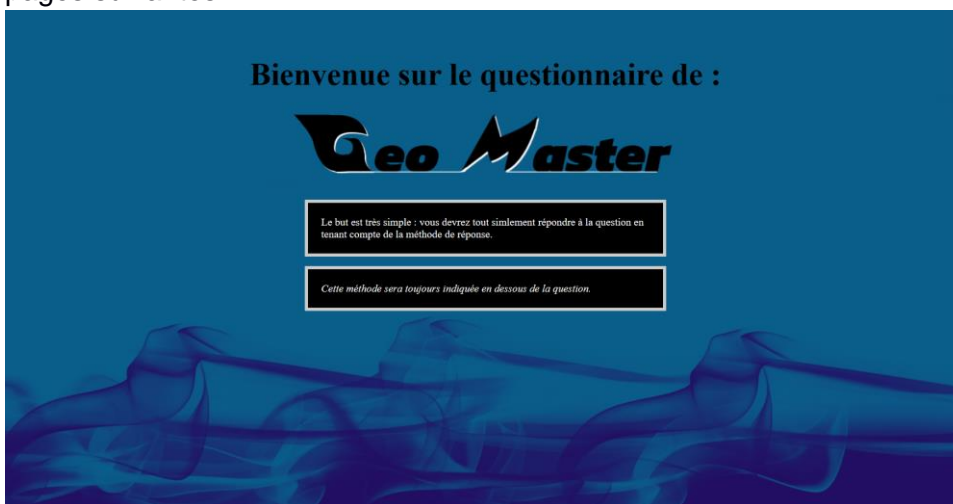 Bienvenue sur le questionnaire de :
Geo Master
Le but est très simple : vous devrez tout simlement répondre à la question en
tenant compte de la méthode de réponse.
Cette méthode sera toujours indiquée en dessous de la question.